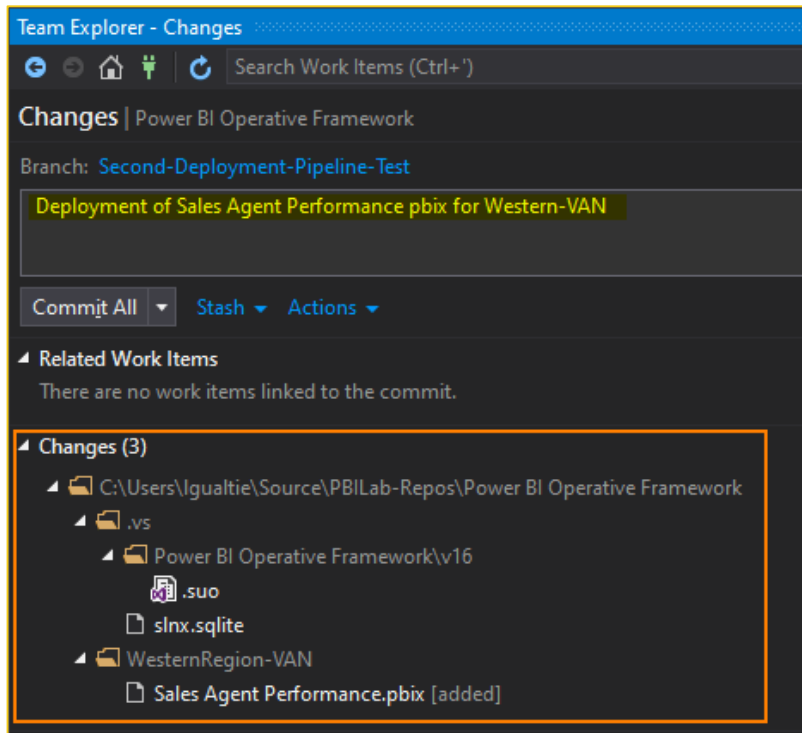 Team Explorer - Changes
Search Work Items (Ctrl+')
Changes | Power BI Operative Framework
Branch: Second-Deployment-Pipeline-Test
Deployment of Sales Agent Performance pbix for Western-VAN
Commit All Stash Actions
Related Work Items
There are no work items linked to the commit.
Changes (3)
C:\Users\Igualtie\Source\PBILab-Repos\Power BI Operative Framework
.vs
Power BI Operative Framework\v16
.suo
slnx.sqlite
WesternRegion-VAN
Sales Agent Performance.pbix [added]